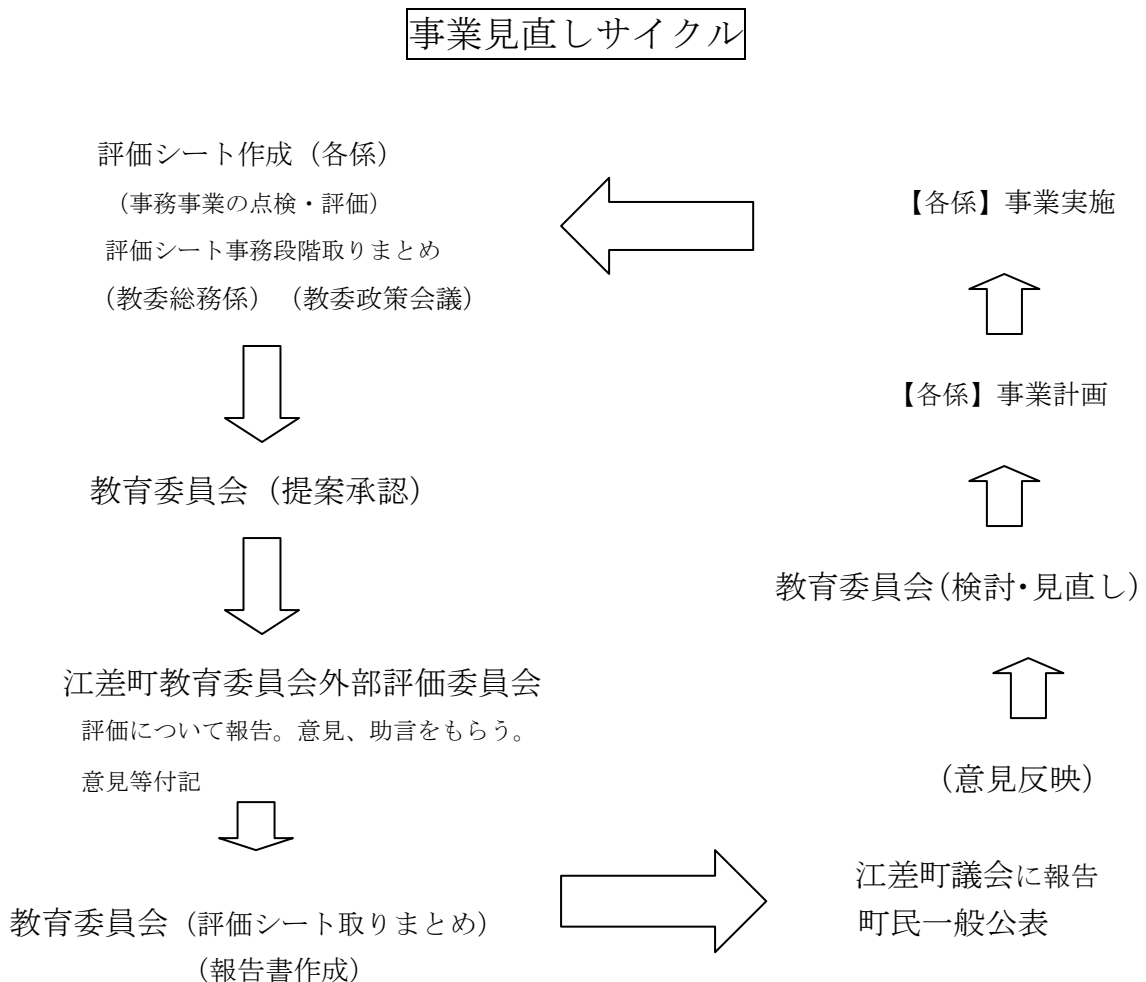 事業見直しサイクル
評価シート作成（各係）
（事務事業の点検・評価）
評価シート事務段階取りまとめ
（教委総務係）（教委政策会議）
教育委員会（提案承認）
江差町教育委員会外部評価委員会
評価について報告。意見、助言をもらう。
意見等付記
教育委員会（評価シート取りまとめ）
（報告書作成）
江差町議会に報告
町民一般公表
（意見反映）
教育委員会（検討・見直し）
【各係】事業計画
【各係】事業実施